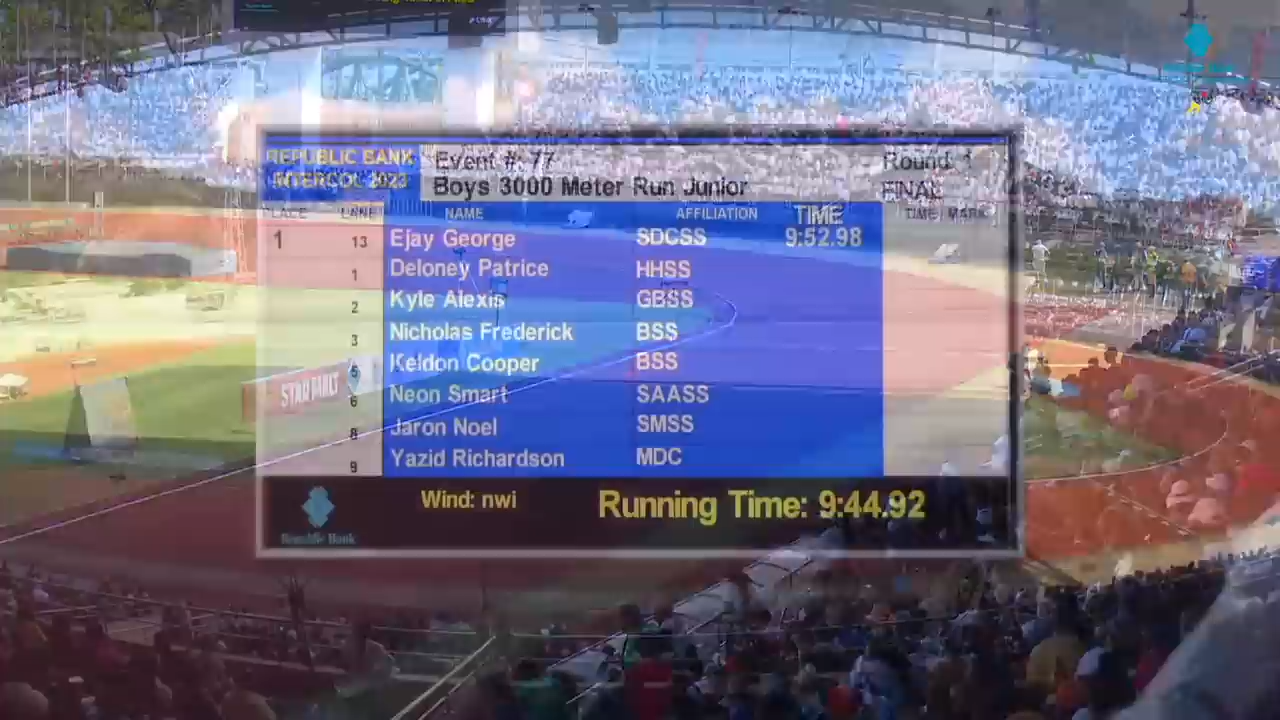 REPUBLIC BANK
INTERCOL 2023
Event #: 77
Round: 1
Boys 3000 Meter Run Junior
FINAL
PLACE LANE NAME AFFILIATION TIME TIME MARK
1 13 Ejay George SDCSS 9:52.98
1 Deloney Patrice HHSS
2 Kyle Alexis GBSS
3 Nicholas Frederick BSS
5 Keldon Cooper BSS
6 Neon Smart SAASS
8 Jaron Noel SMSS
9 Yazid Richardson MDC
STAR FM
Wind: nwi
Running Time: 9:44.92
Republic Bank